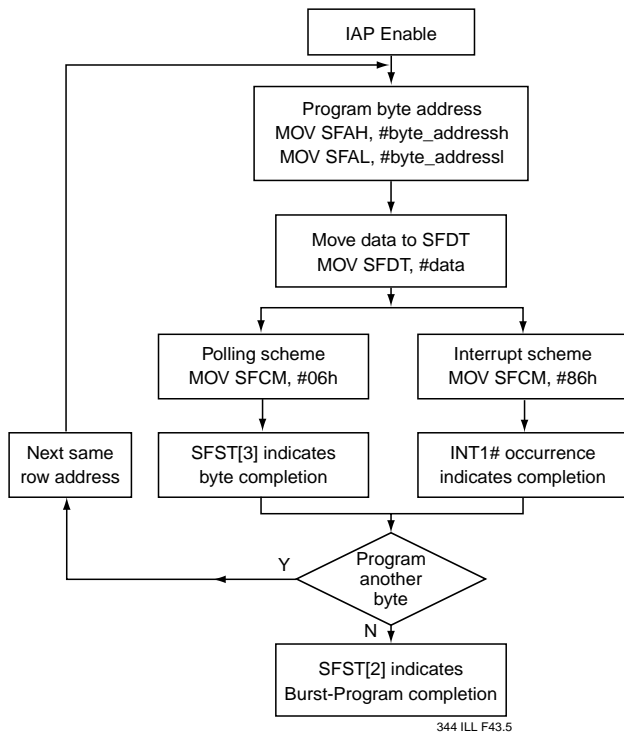 IAP Enable
Program byte address
MOV SFAH, #byte_addressh
MOV SFAL, #byte_addressl
Move data to SFDT
MOV SFDT, #data
Polling scheme
MOV SFCM, #06h
Interrupt scheme
MOV SFCM, #86h
Next same
row address
SFST[3] indicates
byte completion
INT1# occurrence
indicates completion
Y
Program
another
byte
N
SFST[2] indicates
Burst-Program completion
344 ILL F43.5